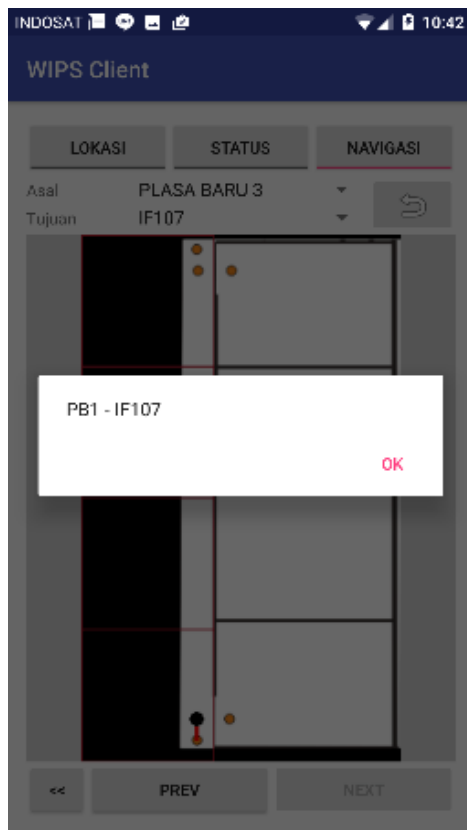 INDOSAT 10:42
WIPS Client
LOKASI STATUS NAVIGASI
Asal PLASA BARU 3
Tujuan IF107
PB1 - IF107
OK
<< PREV NEXT